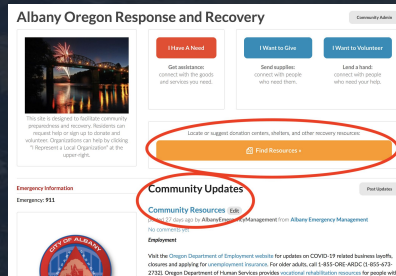 Albany Oregon Response and Recovery
Community Admin
I Have A Need
I Want to Give
I Want to Volunteer
Get assistance:
connect with the goods
and services you need.
Send supplies:
connect with people
who need them.
Lend a hand:
connect with people
who need your help.
This site is designed to facilitate community
preparedness and recovery. Residents can
request help or sign up to donate and
volunteer. Organizations can help by clicking
"I Represent a Local Organization" at the
upper-right.
Locate or suggest donation centers, shelters, and other recovery resources:
Find Resources »
Emergency Information
Emergency: 911
CITY OF ALBANY
Community Updates
Post Updates
Community Resources Edit
27 days ago by AlbanyEmergencyManagement from Albany Emergency Management
No comments yet
Employment
Visit the Oregon Department of Employment website for updates on COVID-19 related business layoffs,
closures and applying for unemployment insurance. For older adults, call 1-855-ORE-ARDC (1-855-673-
2732). Oregon Department of Human Services provides vocational rehabilitation resources for people with